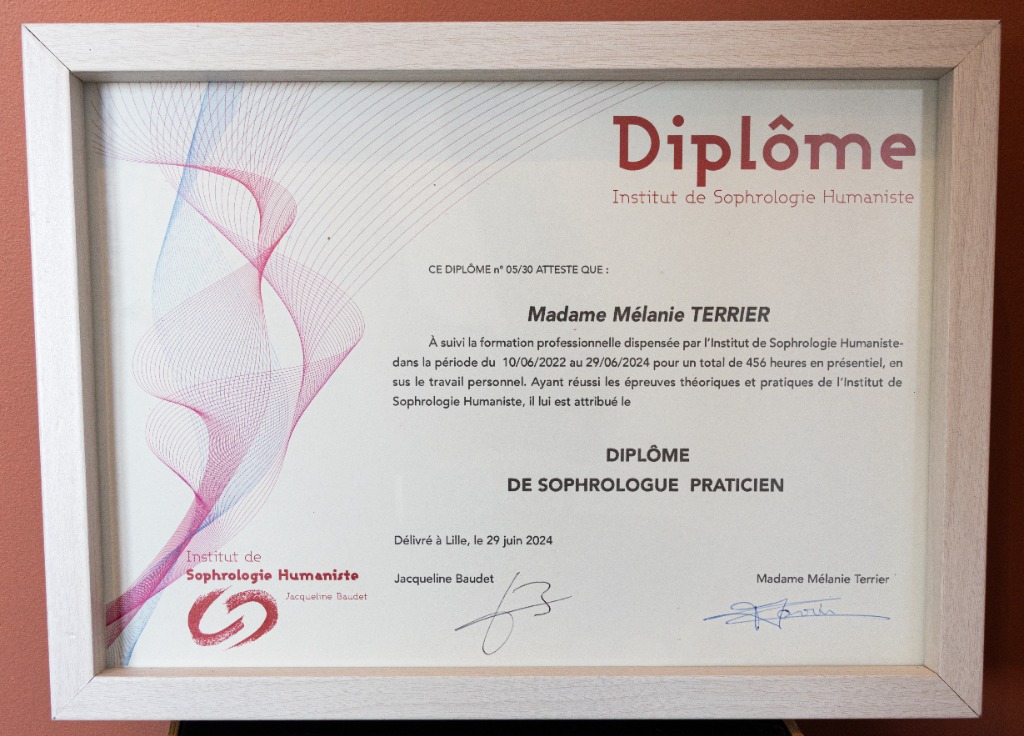 Diplôme
Institut de Sophrologie Humaniste
CE DIPLÔME n° 05/30 ATTESTE QUE :
Madame Mélanie TERRIER
À suivi la formation professionnelle dispensée par l'Institut de Sophrologie Humaniste-
dans la période du 10/06/2022 au 29/06/2024 pour un total de 456 heures en présentiel, en
sus le travail personnel. Ayant réussi les épreuves théoriques et pratiques de l'Institut de
Sophrologie Humaniste, il lui est attribué le
DIPLÔME
DE SOPHROLOGUE PRATICIEN
Délivré à Lille, le 29 juin 2024
Jacqueline Baudet
Madame Mélanie Terrier
Institut de
Sophrologie Humaniste
Jacqueline Baudet